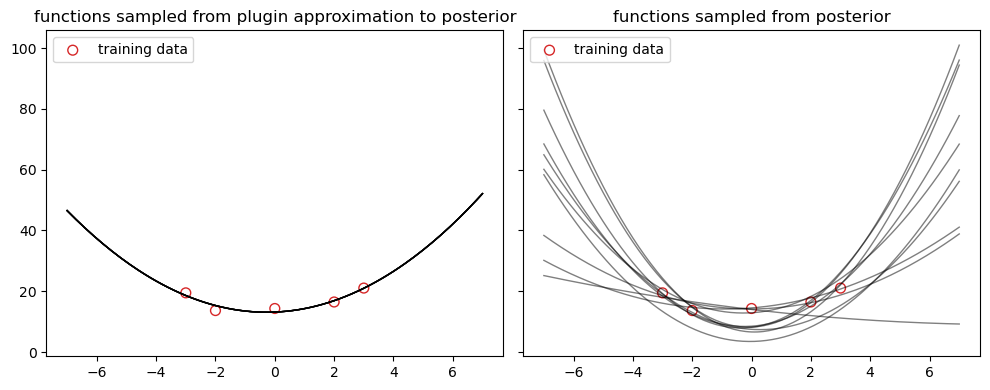 functions sampled from plugin approximation to posterior
training data
100
80
60
40
20
0
−6 −4 −2 0 2 4 6
functions sampled from posterior
training data
−6 −4 −2 0 2 4 6